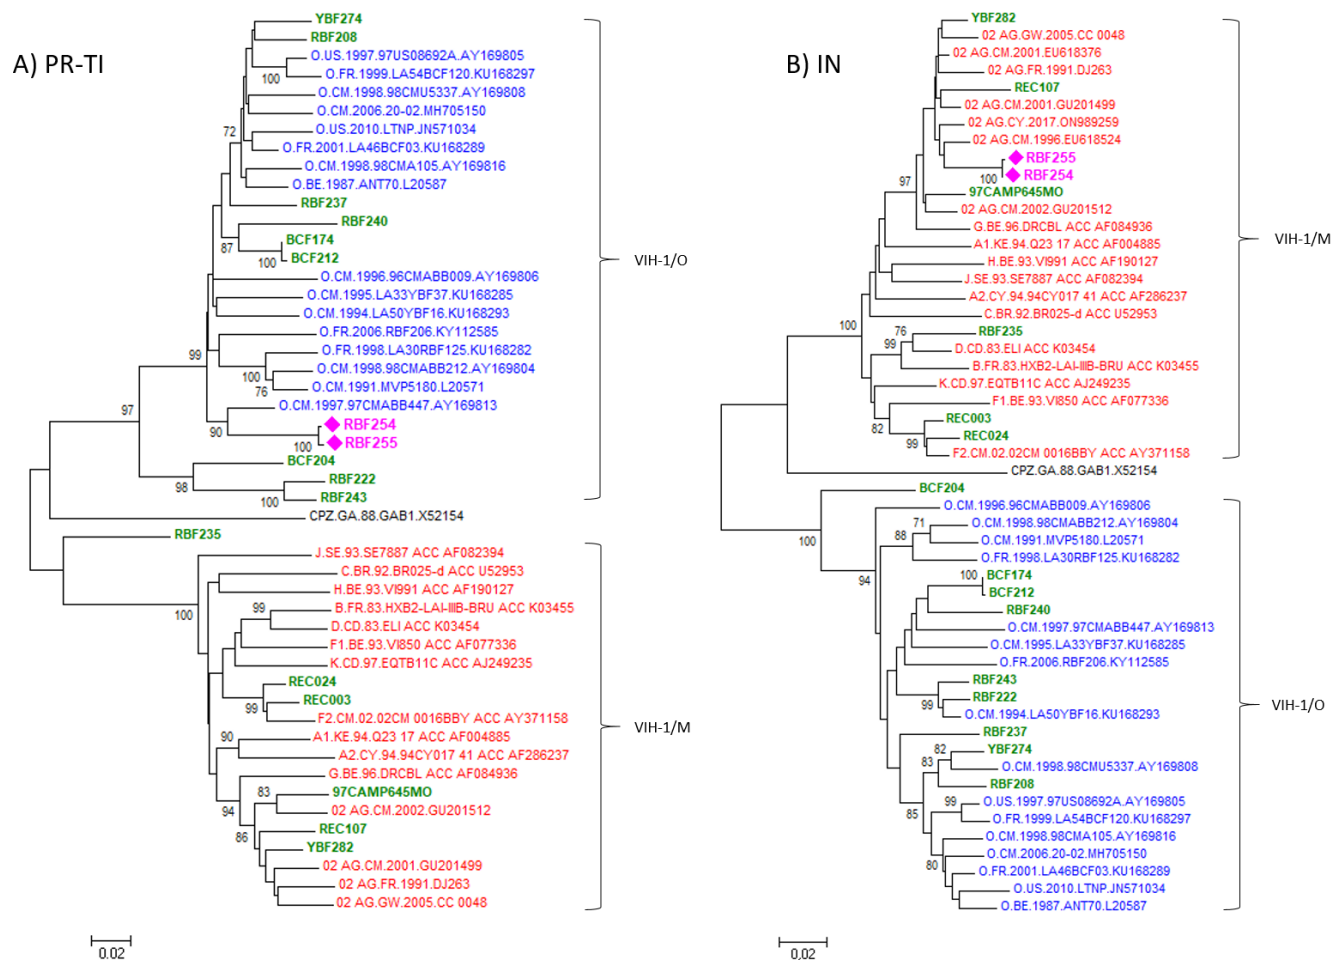 A) PR-TI
YBF274
RBF208
O.US.1997.97US08692A.AY169805
100
O.FR.1999.LA54BCF120.KU168297
O.CM.1998.98CMU5337.AY169808
O.CM.2006.20-02.MH705150
72
O.US.2010.LTNP.JN571034
O.FR.2001.LA46BCF03.KU168289
O.CM.1998.98CMA105.AY169816
O.BE.1987.ANT70.L20587
RBF237
RBF240
87
BCF174
100
BCF212
VIH-1/O
O.CM.1996.96CMABB009.AY169806
O.CM.1995.LA33YBF37.KU168285
O.CM.1994.LA50YBF16.KU168293
O.FR.2006.RBF206.KY112585
99
O.FR.1998.LA30RBF125.KU168282
100
O.CM.1998.98CMABB212.AY169804
76
O.CM.1991.MVP5180.L20571
97
O.CM.1997.97CMABB447.AY169813
90
RBF254
100
RBF255
BCF204
98
RBF222
100
RBF243
CPZ.GA.88.GAB1.X52154
RBF235
J.SE.93.SE7887 ACC AF082394
C.BR.92.BR025-d ACC U52953
H.BE.93.VI991 ACC AF190127
100
99
B.FR.83.HXB2-LAI-IIIB-BRU ACC K03455
D.CD.83.ELI ACC K03454
F1.BE.93.VI850 ACC AF077336
K.CD.97.EQTB11C ACC AJ249235
REC024
99
REC003
F2.CM.02.02CM 0016BBY ACC AY371158
VIH-1/M
90
A1.KE.94.Q23 17 ACC AF004885
A2.CY.94.94CY017 41 ACC AF286237
G.BE.96.DRCBL ACC AF084936
83
97CAMP645MO
94
02 AG.CM.2002.GU201512
86
REC107
YBF282
02 AG.CM.2001.GU201499
02 AG.FR.1991.DJ263
02 AG.GW.2005.CC 0048
0.02
B) IN
YBF282
02 AG.GW.2005.CC 0048
02 AG.CM.2001.EU618376
02 AG.FR.1991.DJ263
REC107
02 AG.CM.2001.GU201499
02 AG.CY.2017.ON989259
02 AG.CM.1996.EU618524
RBF255
100
RBF254
97
97CAMP645MO
02 AG.CM.2002.GU201512
G.BE.96.DRCBL ACC AF084936
VIH-1/M
A1.KE.94.Q23 17 ACC AF004885
H.BE.93.VI991 ACC AF190127
J.SE.93.SE7887 ACC AF082394
A2.CY.94.94CY017 41 ACC AF286237
C.BR.92.BR025-d ACC U52953
100
76
RBF235
99
D.CD.83.ELI ACC K03454
B.FR.83.HXB2-LAI-IIIB-BRU ACC K03455
K.CD.97.EQTB11C ACC AJ249235
F1.BE.93.VI850 ACC AF077336
82
REC003
99
REC024
F2.CM.02.02CM 0016BBY ACC AY371158
CPZ.GA.88.GAB1.X52154
BCF204
100
O.CM.1996.96CMABB009.AY169806
71
O.CM.1998.98CMABB212.AY169804
88
O.CM.1991.MVP5180.L20571
O.FR.1998.LA30RBF125.KU168282
94
100
BCF174
BCF212
RBF240
O.CM.1997.97CMABB447.AY169813
O.CM.1995.LA33YBF37.KU168285
O.FR.2006.RBF206.KY112585
RBF243
RBF222
99
O.CM.1994.LA50YBF16.KU168293
VIH-1/O
RBF237
82
YBF274
83
O.CM.1998.98CMU5337.AY169808
RBF208
99
O.US.1997.97US08692A.AY169805
85
O.FR.1999.LA54BCF120.KU168297
O.CM.1998.98CMA105.AY169816
O.CM.2006.20-02.MH705150
80
O.FR.2001.LA46BCF03.KU168289
O.US.2010.LTNP.JN571034
O.BE.1987.ANT70.L20587
0,02